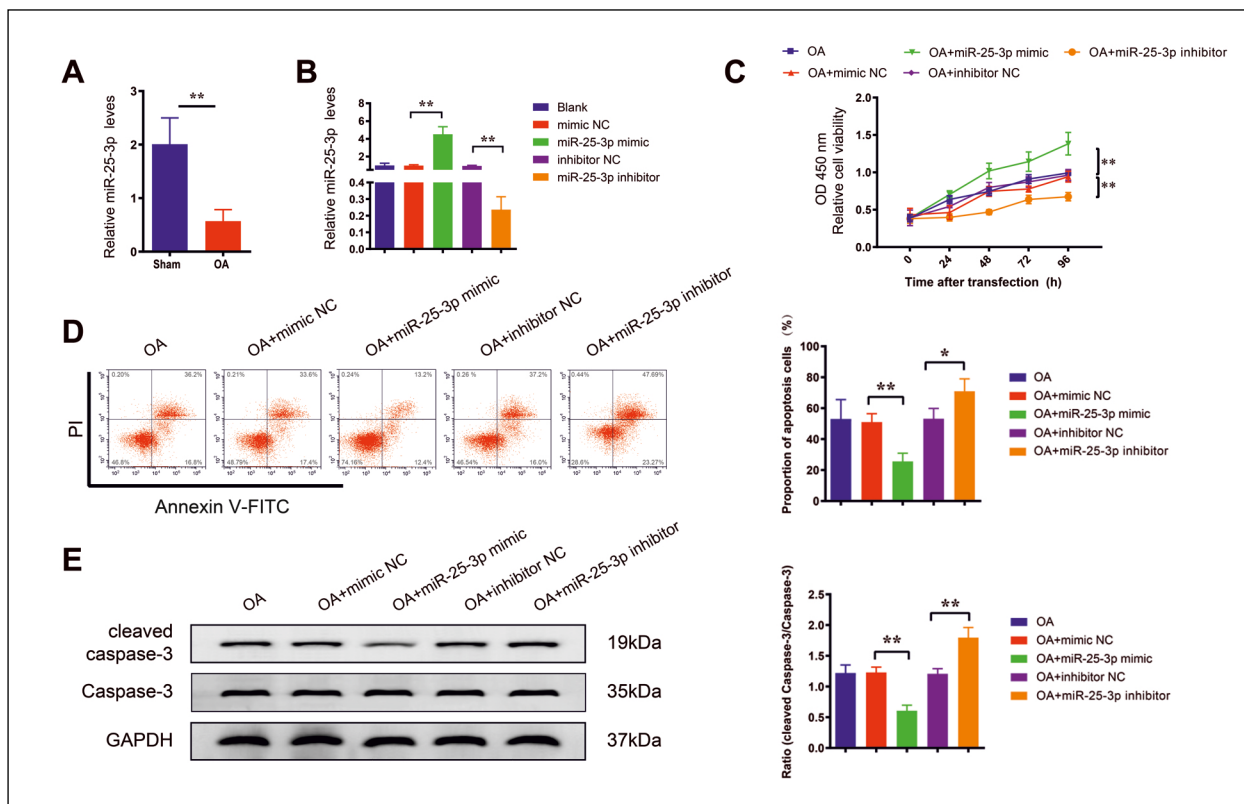 A
Relative miR-25-3p levels
**
3
2
1
0
Sham OA
B
Relative miR-25-3p levels
**
**
8
6
4
2
0.4
0.3
0.2
0.1
0.0
Blank
mimic NC
miR-25-3p mimic
inhibitor NC
miR-25-3p inhibitor
C
OA
OA+miR-25-3p mimic
OA+miR-25-3p inhibitor
OA+mimic NC
OA+inhibitor NC
OD 450 nm
Relative cell viability
2.0
1.5
1.0
0.5
0.0
**
**
0 24 48 72 96
Time after transfection (h)
D
OA
OA+mimic NC
OA+miR-25-3p mimic
OA+inhibitor NC
OA+miR-25-3p inhibitor
PI
0.20% 36.2%
46.8% 16.8%
0.21% 33.6%
48.79% 17.4%
0.24% 13.2%
74.16% 12.4%
0.26 % 37.2%
46.54% 16.0%
0.44% 47.69%
28.6% 23.27%
Annexin V-FITC
Proportion of apoptosis cells (%)
100
80
60
40
20
0
**
*
OA
OA+mimic NC
OA+miR-25-3p mimic
OA+inhibitor NC
OA+miR-25-3p inhibitor
E
OA
OA+mimic NC
OA+miR-25-3p mimic
OA+inhibitor NC
OA+miR-25-3p inhibitor
cleaved
caspase-3
19kDa
Caspase-3
35kDa
GAPDH
37kDa
Ratio (cleaved Caspase-3/Caspase-3)
2.5
2.0
1.5
1.0
0.5
0.0
**
**
OA
OA+mimic NC
OA+miR-25-3p mimic
OA+inhibitor NC
OA+miR-25-3p inhibitor